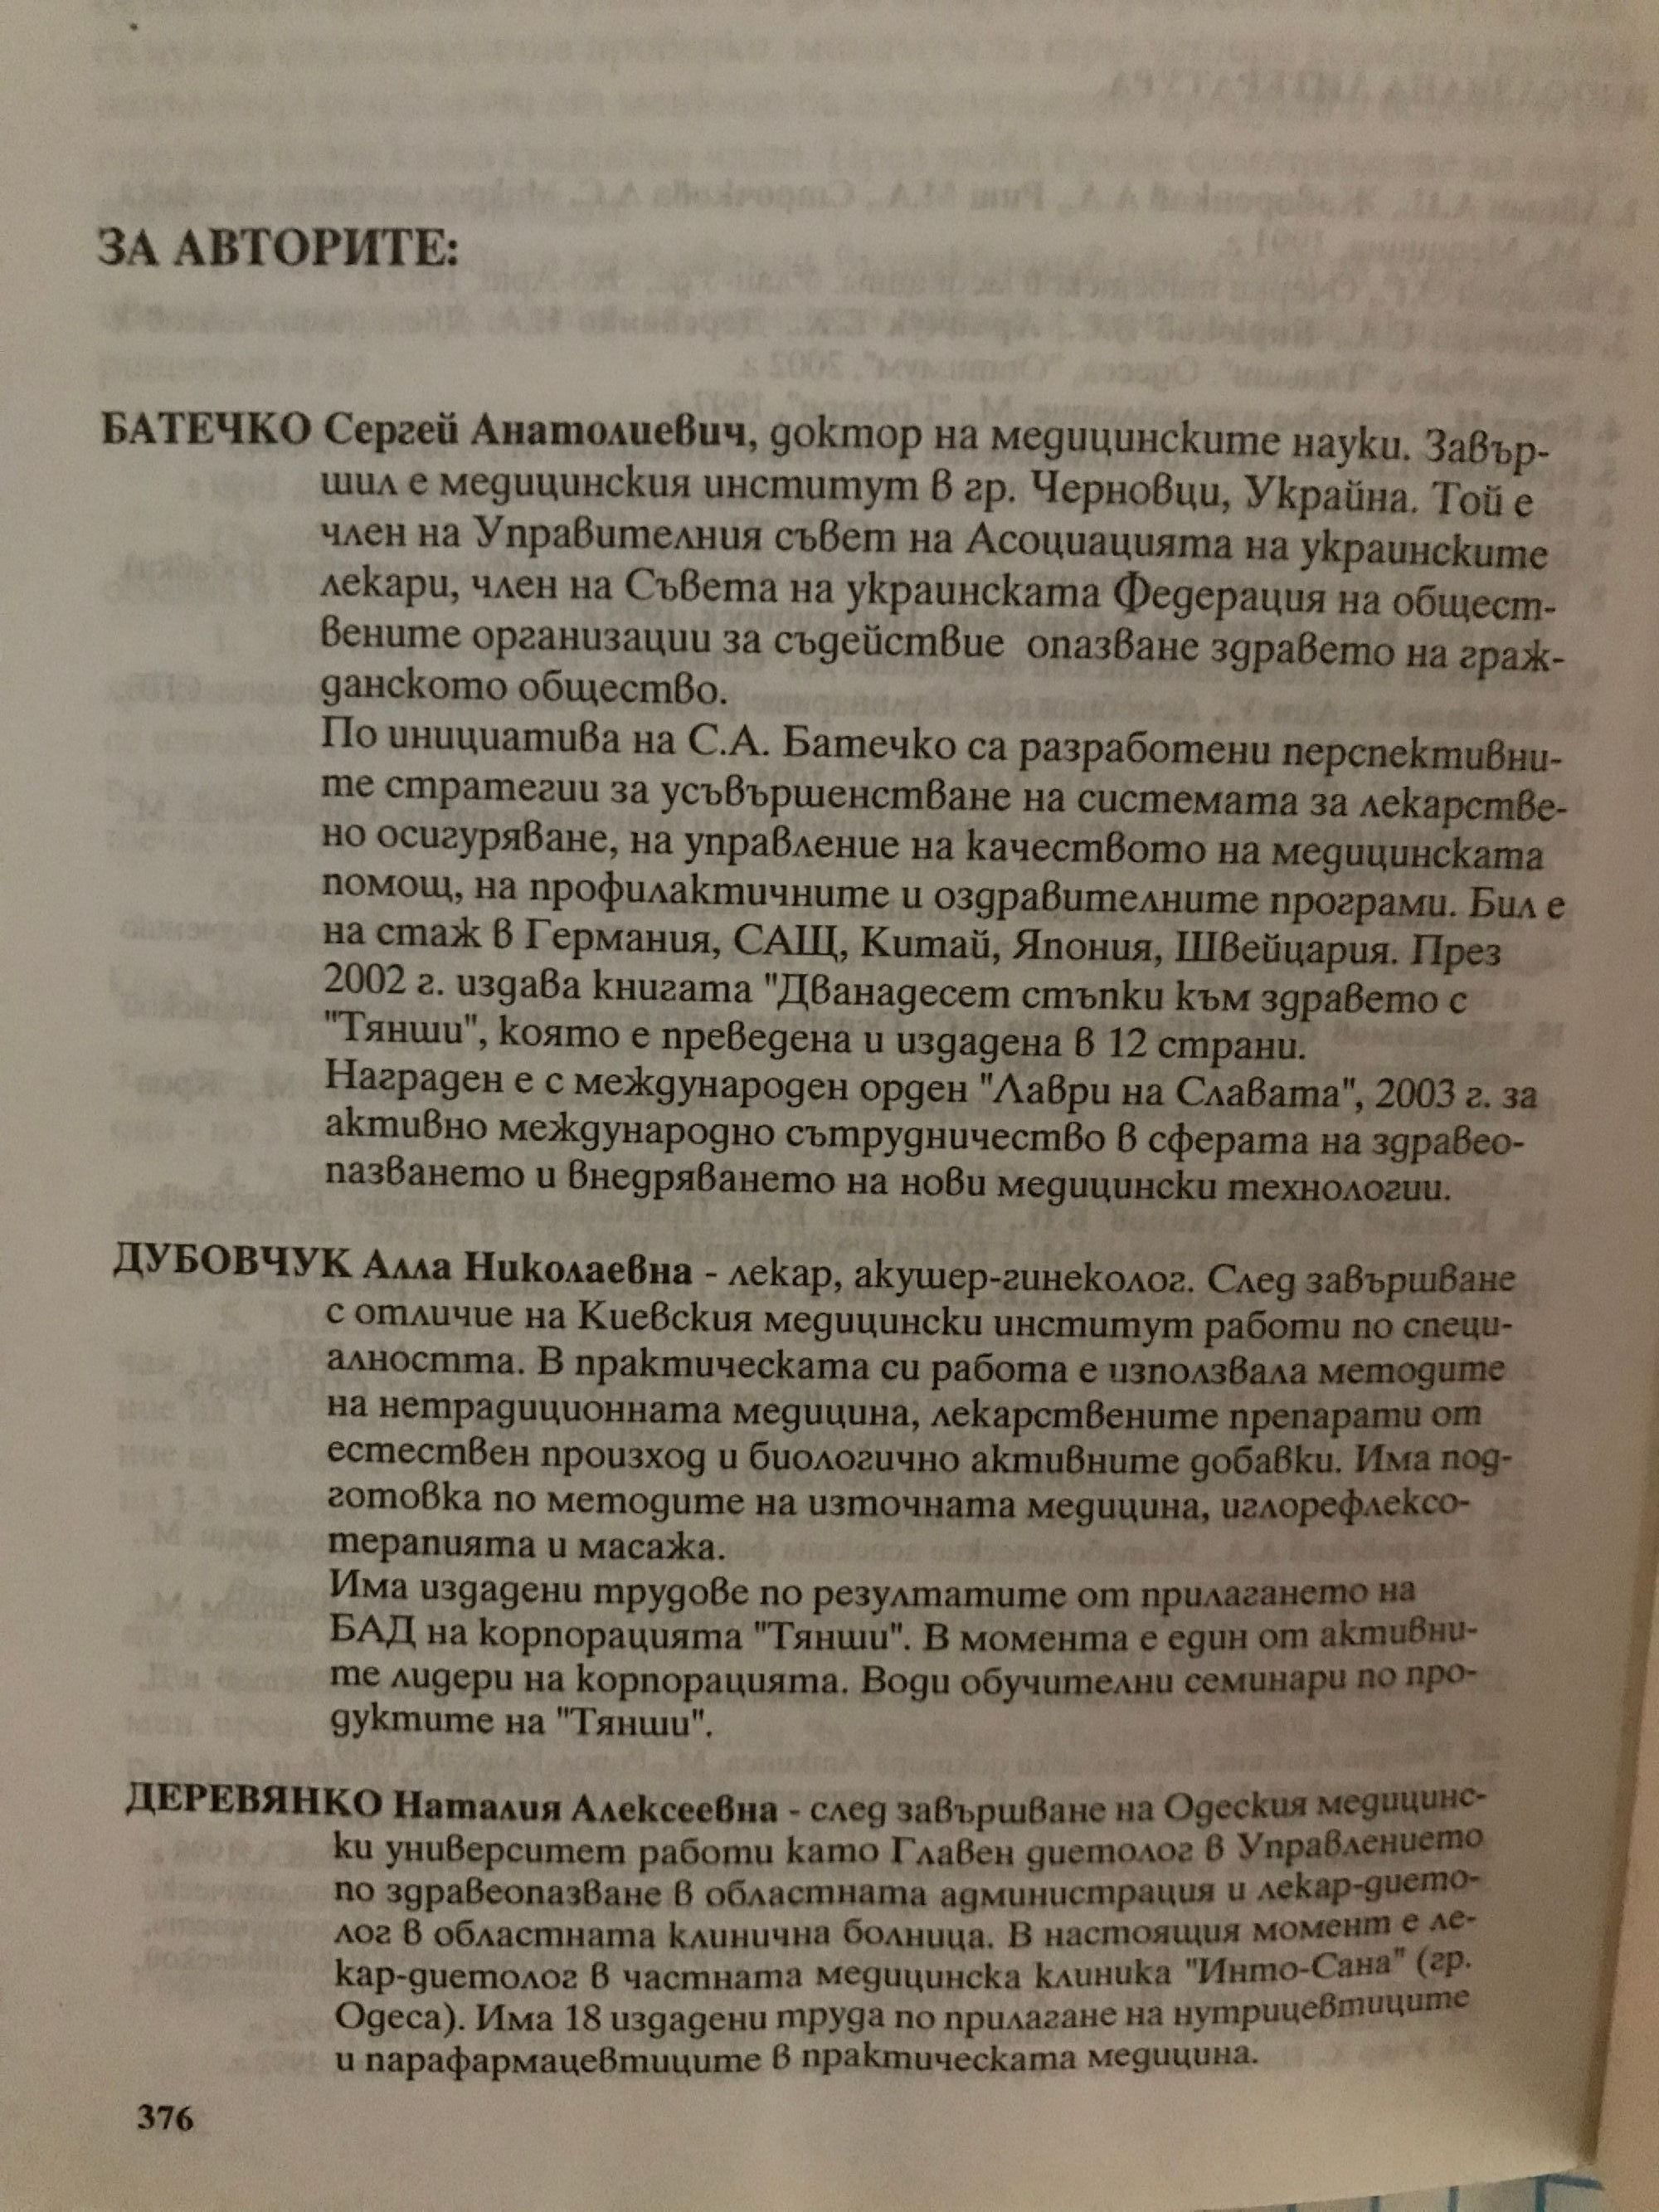 ЗА АВТОРИТЕ:
БАТЕЧКО Сергей Анатолиевич, доктор на медицинските науки. Завър-
шил е медицинския институт в гр. Черновци, Украйна. Той е
член на Управителния съвет на Асоциацията на украинските
лекари, член на Съвета на украинската Федерация на общест-
вените организации за съдействие опазване здравето на граж-
данското общество.
По инициатива на С.А. Батечко са разработени перспективни-
те стратегии за усъвършенстване на системата за лекарстве-
но осигуряване, на управление на качеството на медицинската
помощ, на профилактичните и оздравителните програми. Бил е
на стаж в Германия, САЩ, Китай, Япония, Швейцария. През
2002 г. издава книгата "Дванадесет стъпки към здравето с
"Тянши", която е преведена и издадена в 12 страни.
Награден е с международен орден "Лаври на Славата", 2003 г. за
активно международно сътрудничество в сферата на здравео-
пазването и внедряването на нови медицински технологии.
ДУБОВЧУК Алла Николаевна - лекар, акушер-гинеколог. След завършване
с отличие на Киевския медицински институт работи по специ-
алността. В практическата си работа е използвала методите
на нетрадиционната медицина, лекарствените препарати от
естествен произход и биологично активните добавки. Има под-
готовка по методите на източната медицина, иглорефлексо-
терапията и масажа.
Има издадени трудове по резултатите от прилагането на
БАД на корпорацията "Тянши". В момента е един от активни-
те лидери на корпорацията. Води обучителни семинари по про-
дуктите на "Тянши".
ДЕРЕВЯНКО Наталия Алексеевна - след завършване на Одеския медицинс-
ки университет работи като Главен диетолог в Управлението
по здравеопазване в областната администрация и лекар-дието-
лог в областната клинична болница. В настоящия момент е ле-
кар-диетолог в частната медицинска клиника "Инто-Сана" (гр.
Одеса). Има 18 издадени труда по прилагане на нутрицевтиците
и парафармацевтиците в практическата медицина.
376